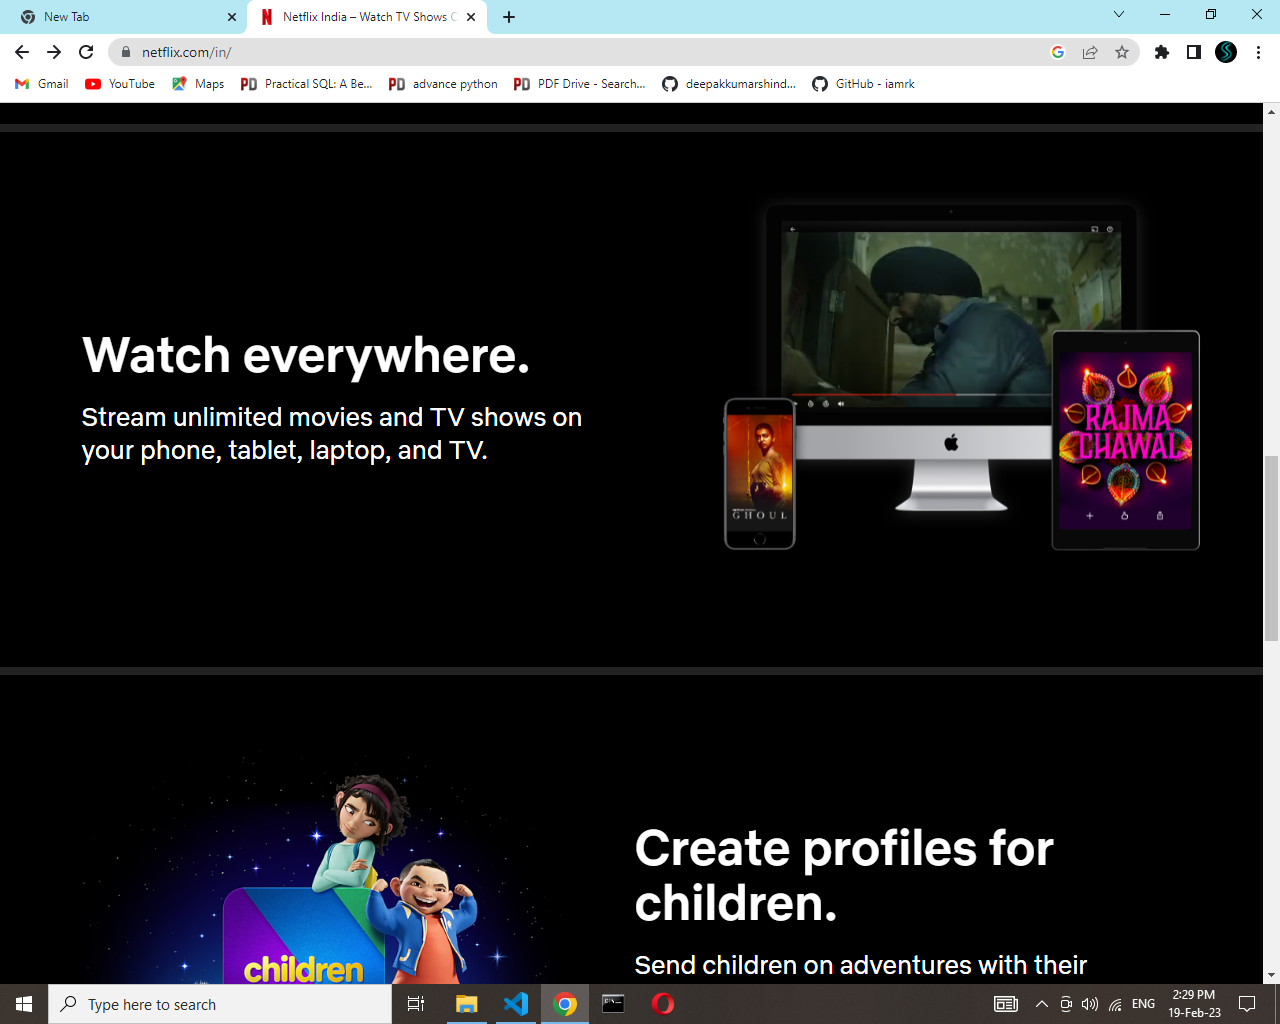 New Tab
Netflix India – Watch TV Shows O
netflix.com/in/
Gmail
YouTube
Maps
Practical SQL: A Be...
advance python
PDF Drive - Search...
deepakkumarshind...
GitHub - iamrk
Watch everywhere.
Stream unlimited movies and TV shows on
your phone, tablet, laptop, and TV.
RAJMA
CHAWAL
GHOUL
Create profiles for
children.
children
Send children on adventures with their
Type here to search
ENG
2:29 PM
19-Feb-23